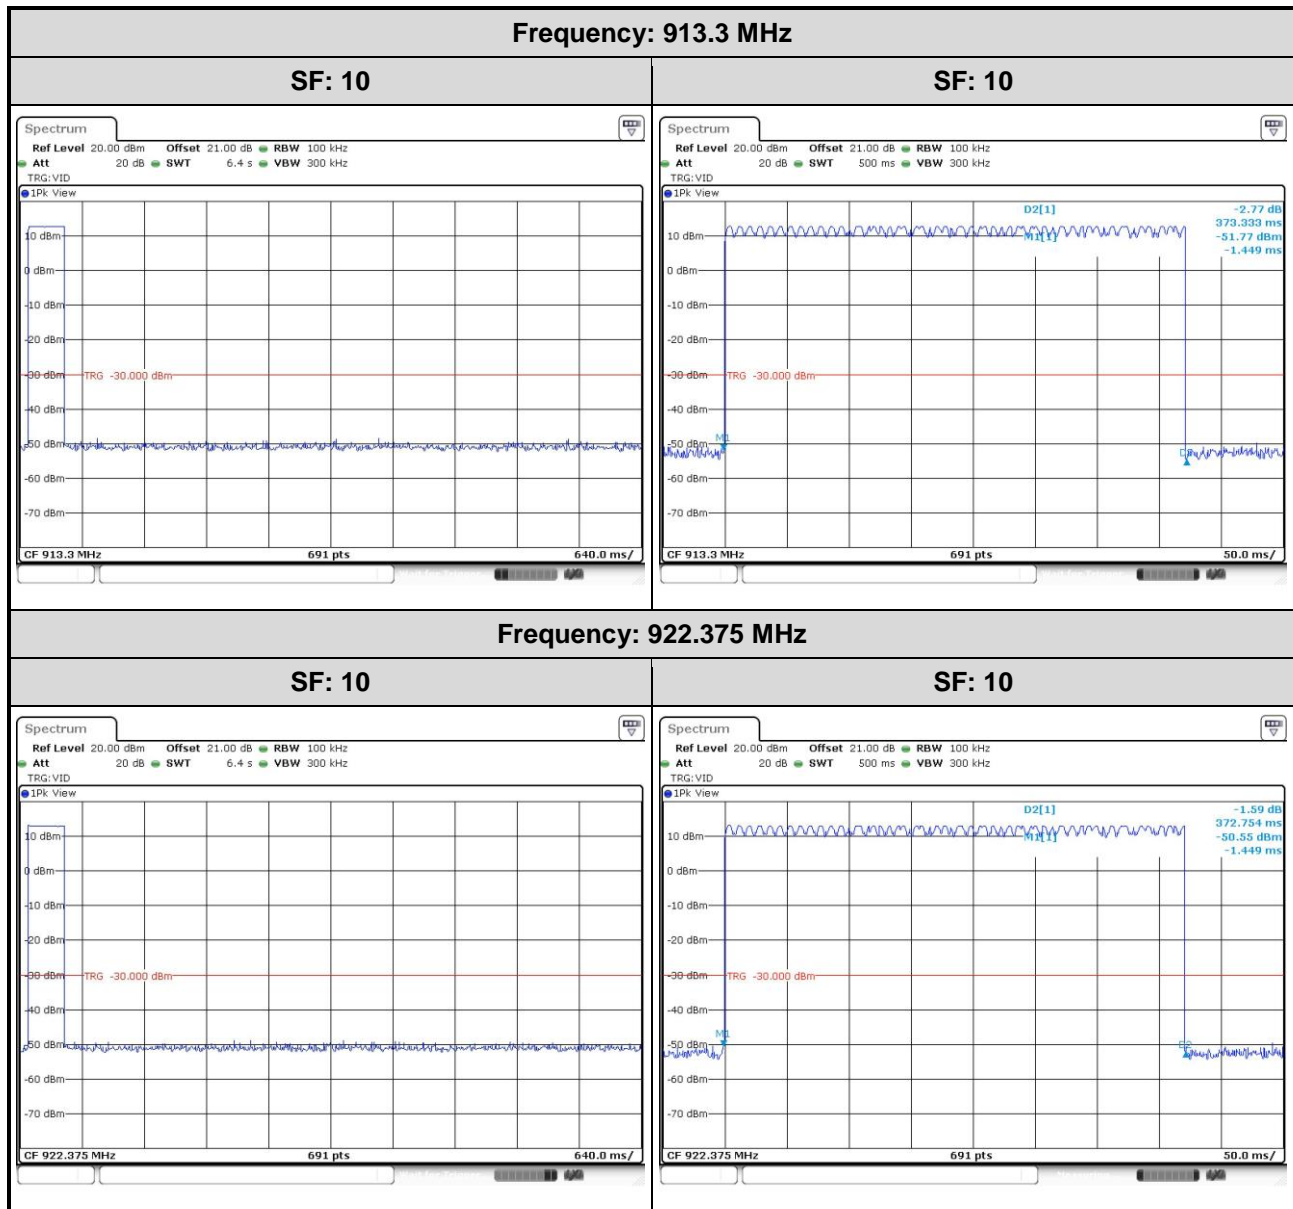 Frequency: 913.3 MHz
SF: 10
SF: 10
Spectrum
Ref Level 20.00 dBm Offset 21.00 dB RBW 100 kHz
Att 20 dB SWT 6.4 s VBW 300 kHz
TRG:VID
1Pk View
10 dBm
0 dBm
-10 dBm
-20 dBm
-30 dBm TRG -30.000 dBm
-40 dBm
-50 dBm
-60 dBm
-70 dBm
CF 913.3 MHz 691 pts 640.0 ms/
Spectrum
Ref Level 20.00 dBm Offset 21.00 dB RBW 100 kHz
Att 20 dB SWT 500 ms VBW 300 kHz
TRG:VID
1Pk View
D2[1] -2.77 dB
373.333 ms
10 dBm M1[1] -51.77 dBm
-1.449 ms
0 dBm
-10 dBm
-20 dBm
-30 dBm TRG -30.000 dBm
-40 dBm
-50 dBm M1
-60 dBm
-70 dBm
CF 913.3 MHz 691 pts 50.0 ms/
Frequency: 922.375 MHz
SF: 10
SF: 10
Spectrum
Ref Level 20.00 dBm Offset 21.00 dB RBW 100 kHz
Att 20 dB SWT 6.4 s VBW 300 kHz
TRG:VID
1Pk View
10 dBm
0 dBm
-10 dBm
-20 dBm
-30 dBm TRG -30.000 dBm
-40 dBm
-50 dBm
-60 dBm
-70 dBm
CF 922.375 MHz 691 pts 640.0 ms/
Spectrum
Ref Level 20.00 dBm Offset 21.00 dB RBW 100 kHz
Att 20 dB SWT 500 ms VBW 300 kHz
TRG:VID
1Pk View
D2[1] -1.59 dB
372.754 ms
10 dBm M1[1] -50.55 dBm
-1.449 ms
0 dBm
-10 dBm
-20 dBm
-30 dBm TRG -30.000 dBm
-40 dBm
M1
-50 dBm D2
-60 dBm
-70 dBm
CF 922.375 MHz 691 pts 50.0 ms/